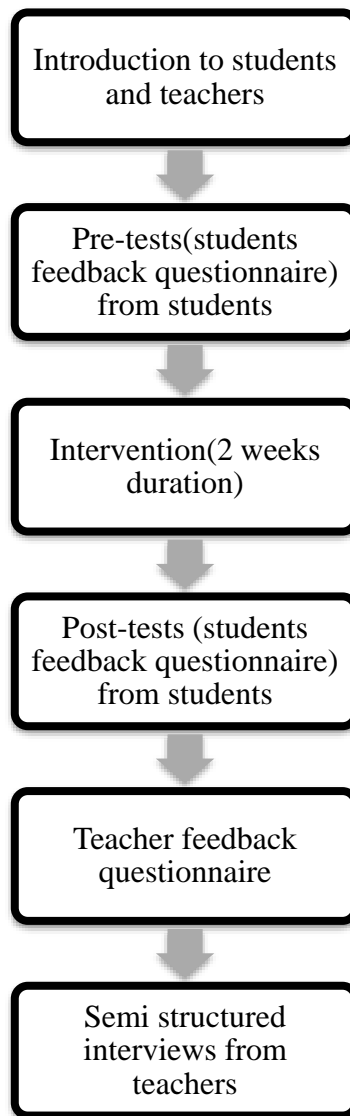 Introduction to students
and teachers
Pre-tests(students
feedback questionnaire)
from students
Intervention(2 weeks
duration)
Post-tests (students
feedback questionnaire)
from students
Teacher feedback
questionnaire
Semi structured
interviews from
teachers